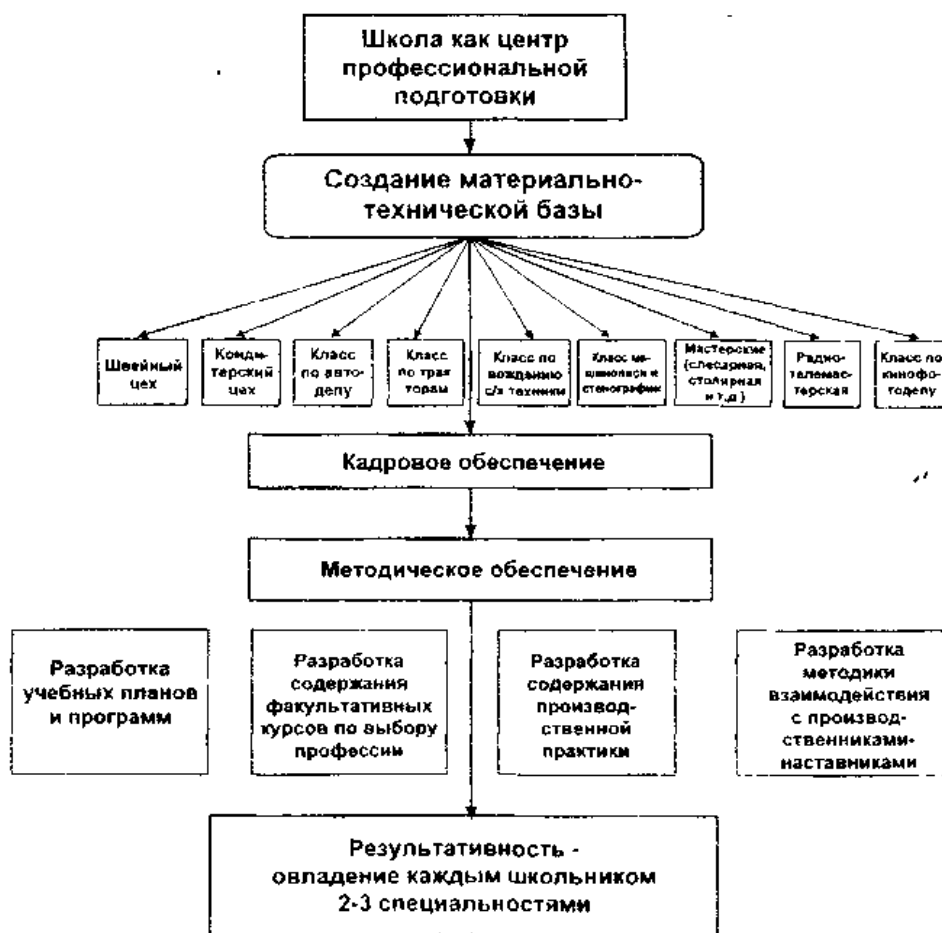 Школа как центр
профессиональной
подготовки
Создание материально-
технической базы
Швейный
цех
Конди-
терский
цех
Класс
по авто-
делу
Класс
по трак
торам
Класс по
вождению
с/х техники
Класс ма-
шинописи и
стенографии
Мастерские
(слесарная,
столярная
и т.д.)
Радио-
телемас-
терская
Класс по
кинофо-
тоделу
Кадровое обеспечение
Методическое обеспечение
Разработка
учебных планов
и программ
Разработка
содержания
факультативных
курсов по выбору
профессии
Разработка
содержания
производ-
ственной
практики
Разработка
методики
взаимодействия
с производ-
ственниками-
наставниками
Результативность -
овладение каждым школьником
2-3 специальностями